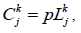 $C_j^k = pL_j^k,$